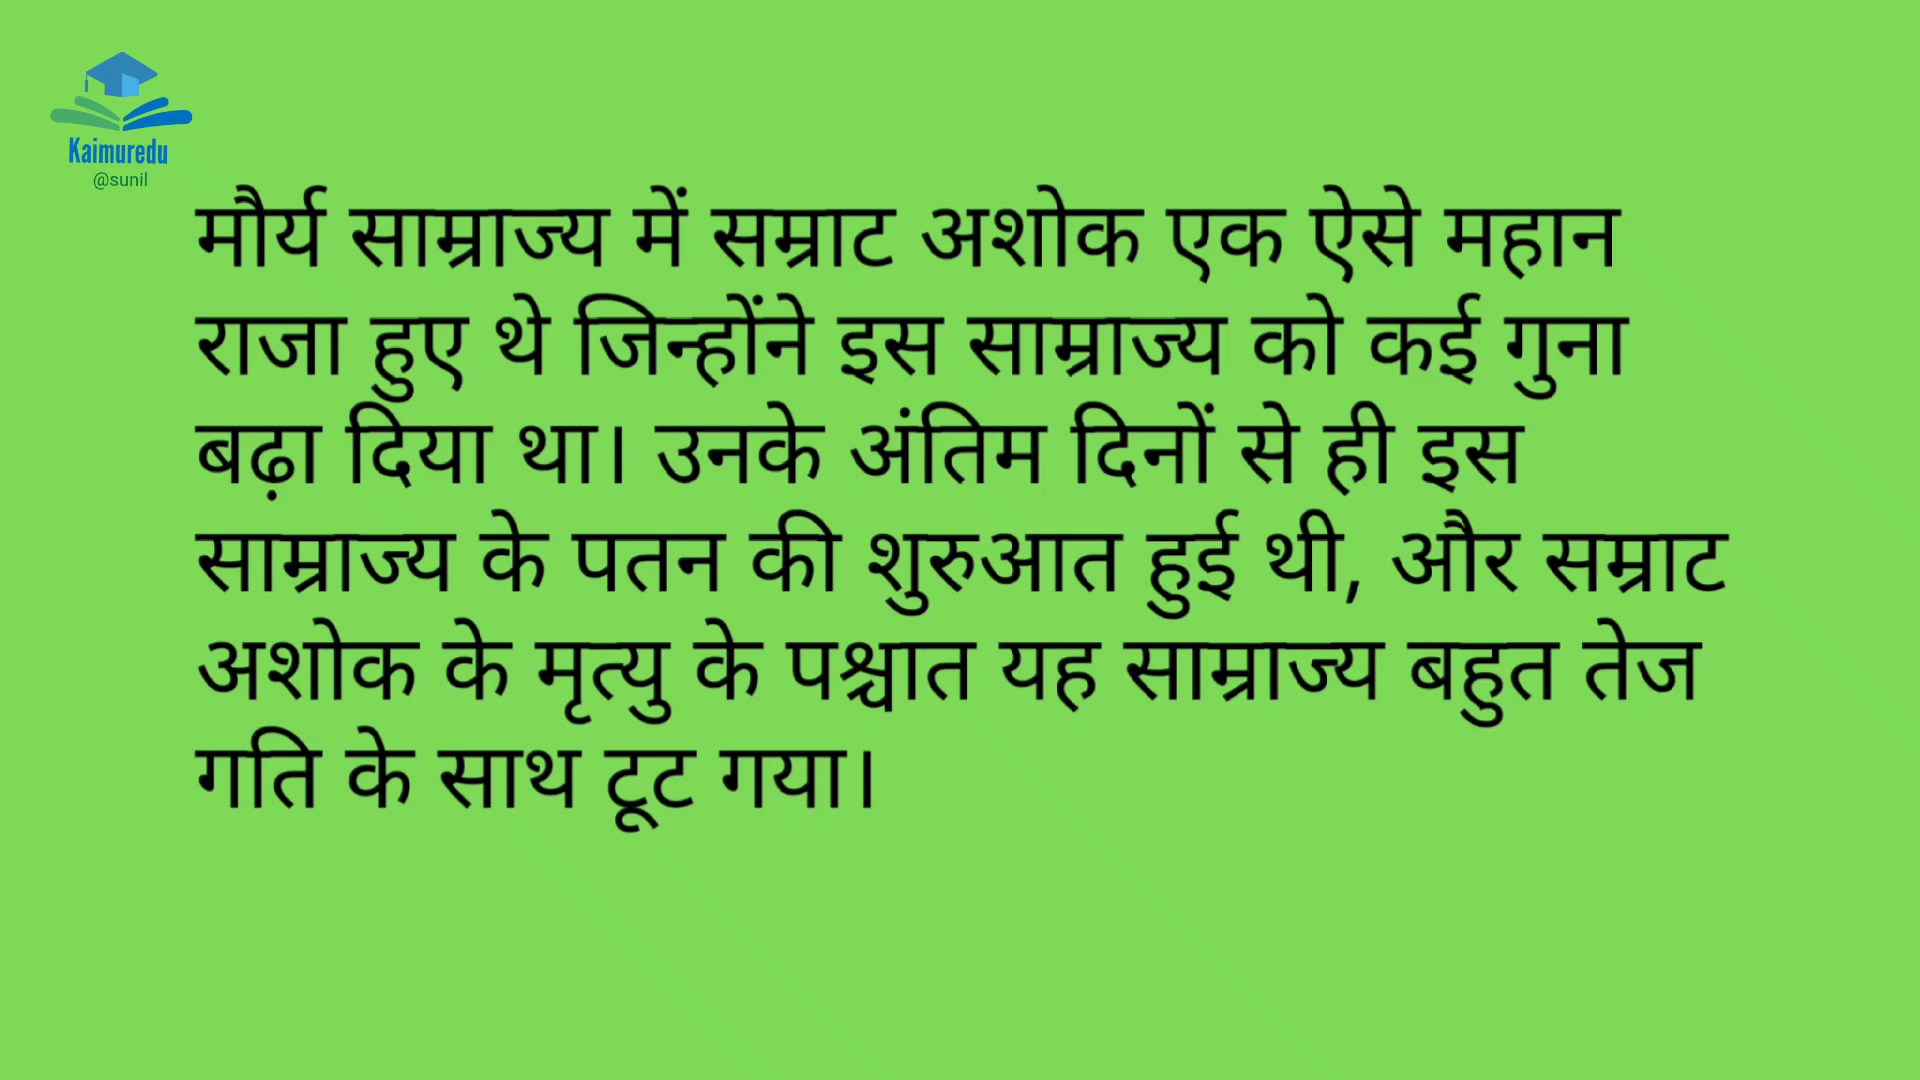 Kaimuredu
@sunil
मौर्य साम्राज्य में सम्राट अशोक एक ऐसे महान
राजा हुए थे जिन्होंने इस साम्राज्य को कई गुना
बढ़ा दिया था। उनके अंतिम दिनों से ही इस
साम्राज्य के पतन की शुरुआत हुई थी, और सम्राट
अशोक के मृत्यु के पश्चात यह साम्राज्य बहुत तेज
गति के साथ टूट गया।